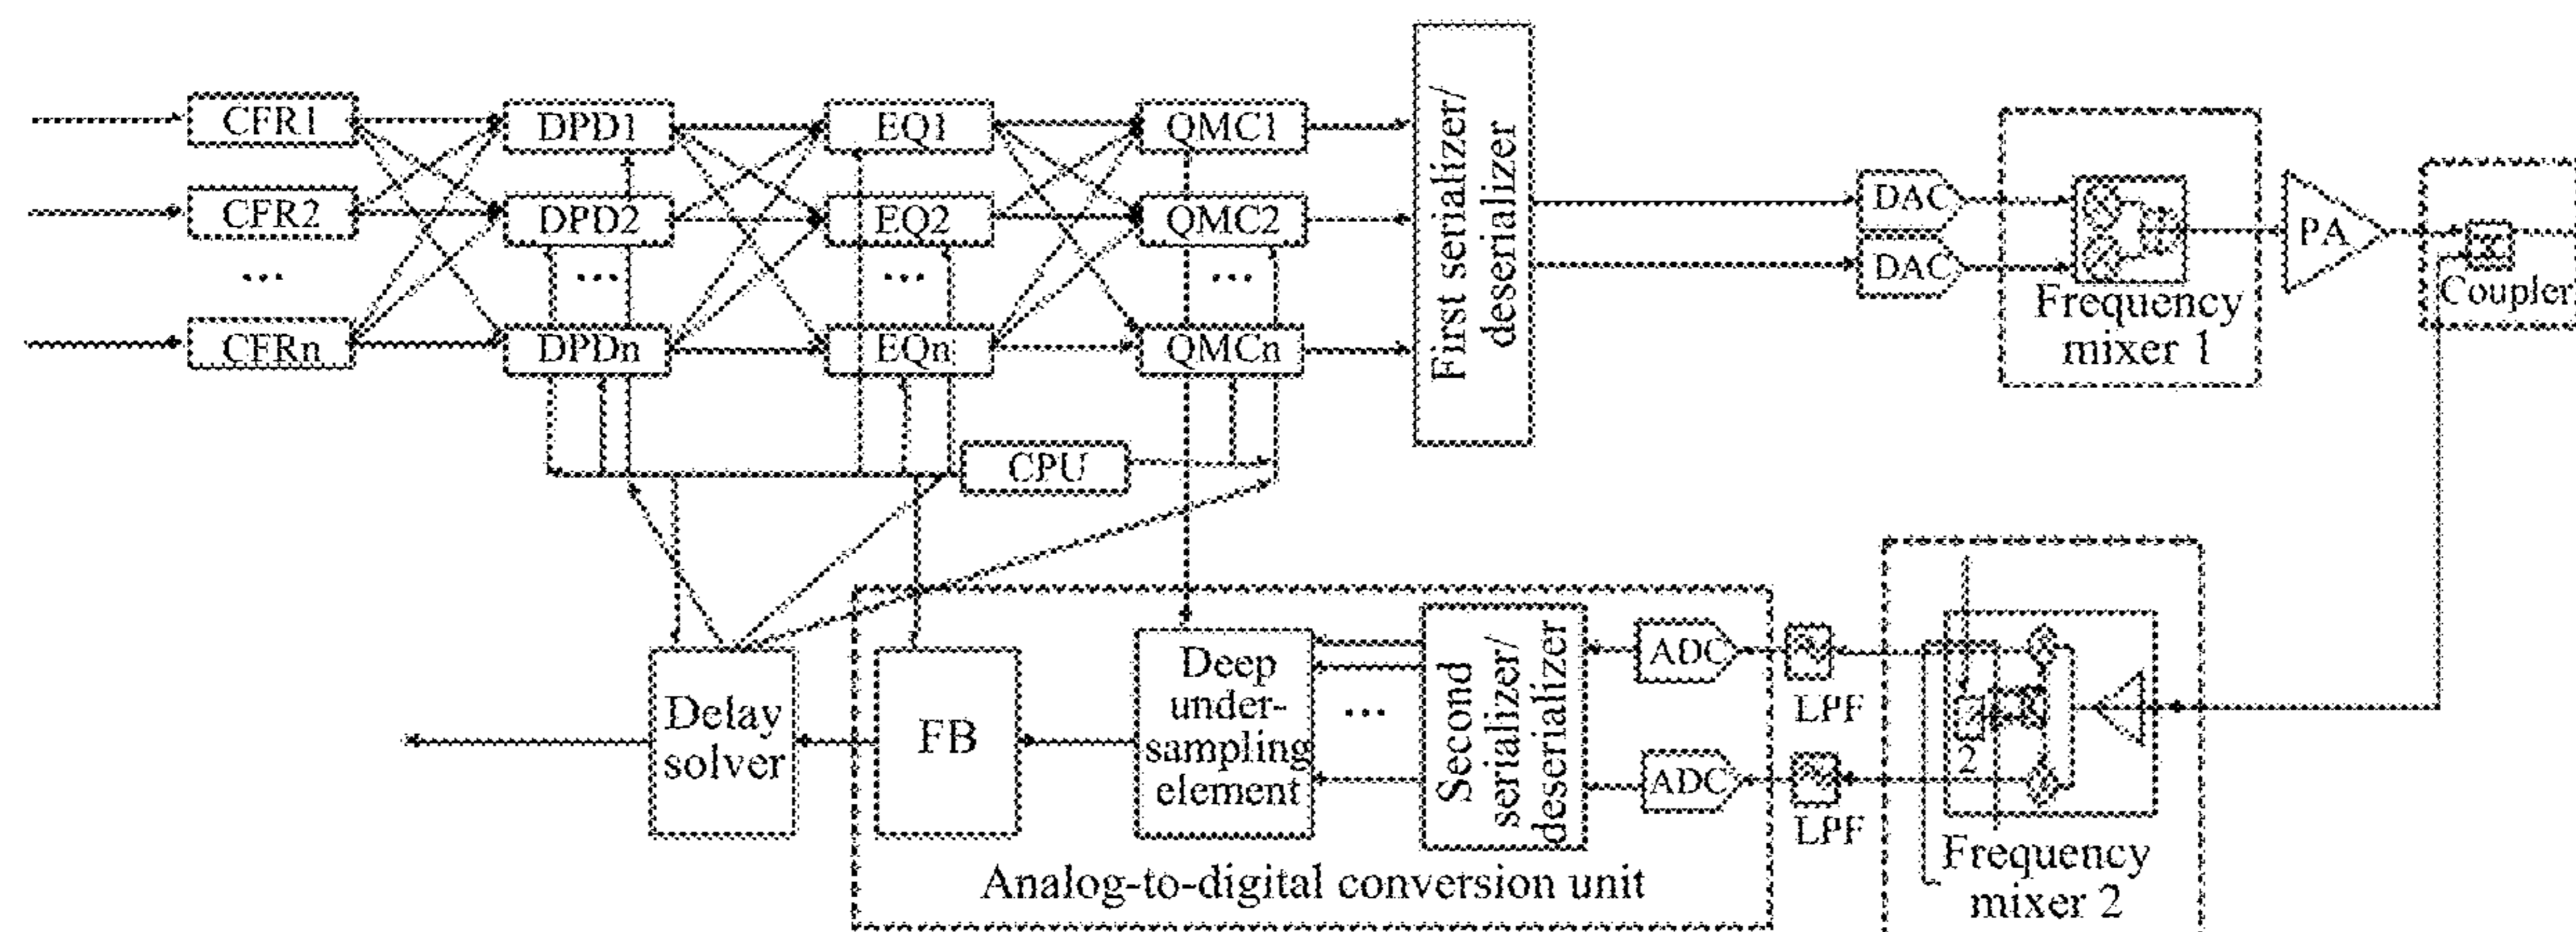 CFR1
DPD1
EQ1
QMC1
CFR2
DPD2
EQ2
QMC2
...
...
...
...
CFRn
DPDn
EQn
QMCn
First serializer/
deserializer
DAC
DAC
Frequency
mixer 1
PA
Coupler
CPU
Delay
solver
FB
Deep
under-
sampling
element
...
Second
serializer/
deserializer
ADC
ADC
LPF
LPF
2
Frequency
mixer 2
Analog-to-digital conversion unit